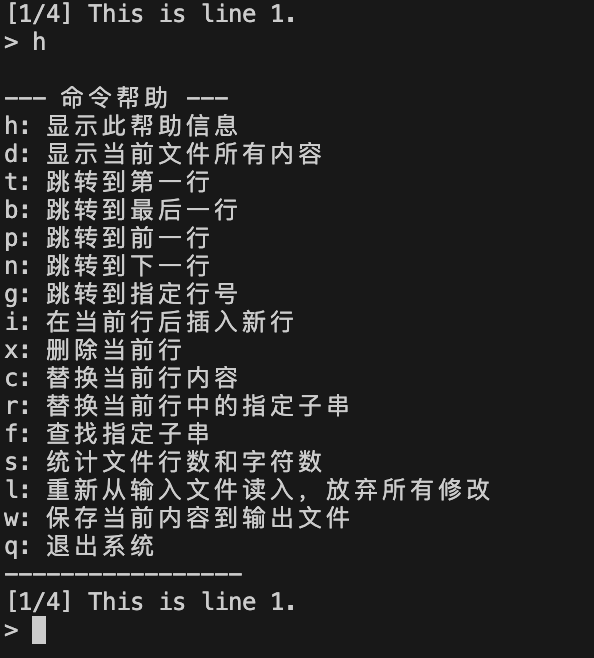 [1/4] This is line 1.
> h
--- 命令帮助 ---
h: 显示此帮助信息
d: 显示当前文件所有内容
t: 跳转到第一行
b: 跳转到最后一行
p: 跳转到前一行
n: 跳转到下一行
g: 跳转到指定行号
i: 在当前行后插入新行
x: 删除当前行
c: 替换当前行内容
r: 替换当前行中的指定子串
f: 查找指定子串
s: 统计文件行数和字符数
l: 重新从输入文件读入, 放弃所有修改
w: 保存当前内容到输出文件
q: 退出系统
-----------------
[1/4] This is line 1.
>